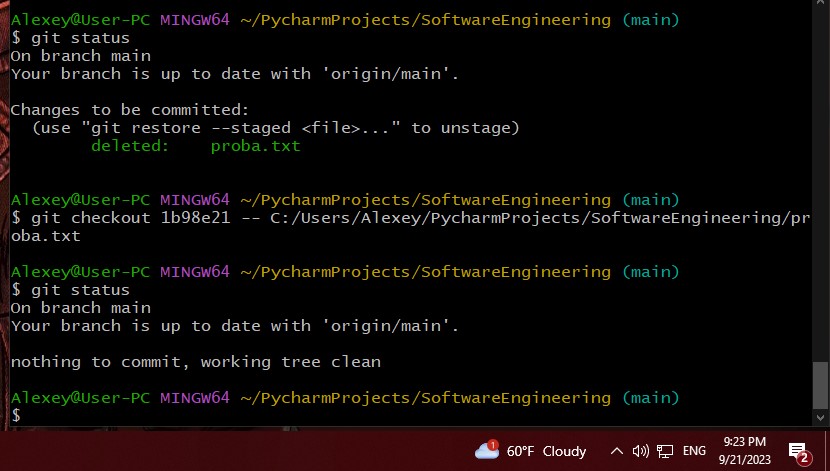 Alexey@User-PC MINGW64 ~/PycharmProjects/SoftwareEngineering (main)
$ git status
On branch main
Your branch is up to date with 'origin/main'.
Changes to be committed:
  (use "git restore --staged <file>..." to unstage)
        deleted:    proba.txt
Alexey@User-PC MINGW64 ~/PycharmProjects/SoftwareEngineering (main)
$ git checkout 1b98e21 -- C:/Users/Alexey/PycharmProjects/SoftwareEngineering/pr
oba.txt
Alexey@User-PC MINGW64 ~/PycharmProjects/SoftwareEngineering (main)
$ git status
On branch main
Your branch is up to date with 'origin/main'.
nothing to commit, working tree clean
Alexey@User-PC MINGW64 ~/PycharmProjects/SoftwareEngineering (main)
$
1 60°F Cloudy ENG
9:23 PM
9/21/2023
2